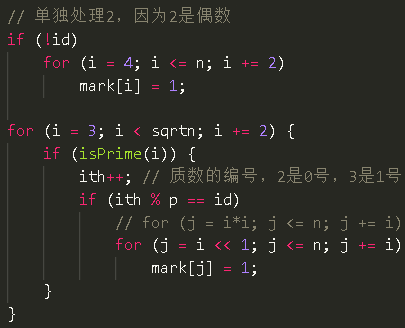 // 单独处理2，因为2是偶数
if (!id)
    for (i = 4; i <= n; i += 2)
        mark[i] = 1;

for (i = 3; i < sqrtn; i += 2) {
    if (isPrime(i)) {
        ith++; // 质数的编号，2是0号，3是1号
        if (ith % p == id)
            // for (j = i*i; j <= n; j += i)
            for (j = i << 1; j <= n; j += i)
                mark[j] = 1;
    }
}